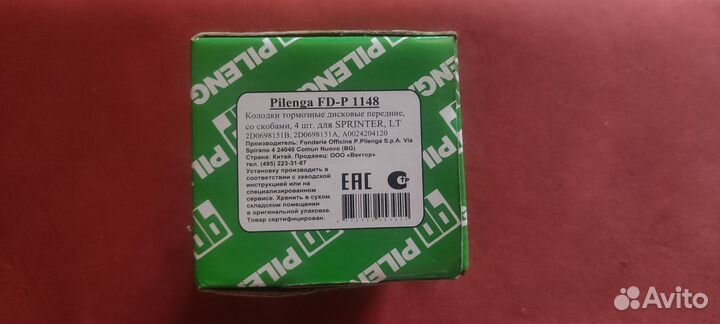 PILENG
PILENGA
Pilenga FD-P 1148
Колодки тормозные дисковые передние,
со скобами, 4 шт. для SPRINTER, LT
2D0698151B, 2D0698151A, A0024204120
Производитель: Fonderie Officine P.Pilenga S.p.A. Via
Spirano 4 24040 Comun Nuovo (BG)
Страна: Китай. Продавец: ООО «Вектор»
тел. (495) 223-31-87
Установку производить в
соответствии с заводской
инструкцией или на
специализированном
сервисе. Хранить в сухом
складском помещении
в оригинальной упаковке.
Товар сертифицирован.
EAC
PILENG
PILENG
Avito